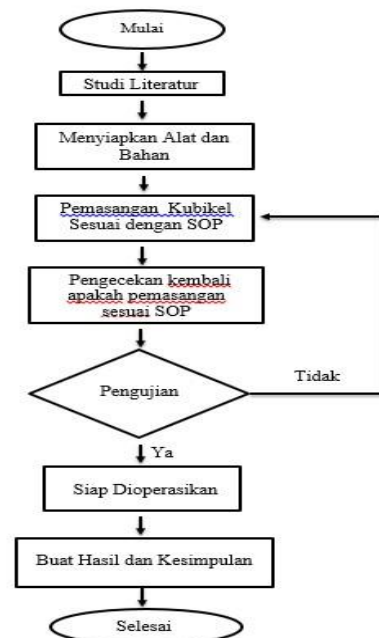 Mulai
Studi Literatur
Menyiapkan Alat dan
Bahan
Pemasangan Kubikel
Sesuai dengan SOP
Pengecekan kembali
apakah pemasangan
sesuai SOP
Pengujian
Tidak
Ya
Siap Dioperasikan
Buat Hasil dan Kesimpulan
Selesai